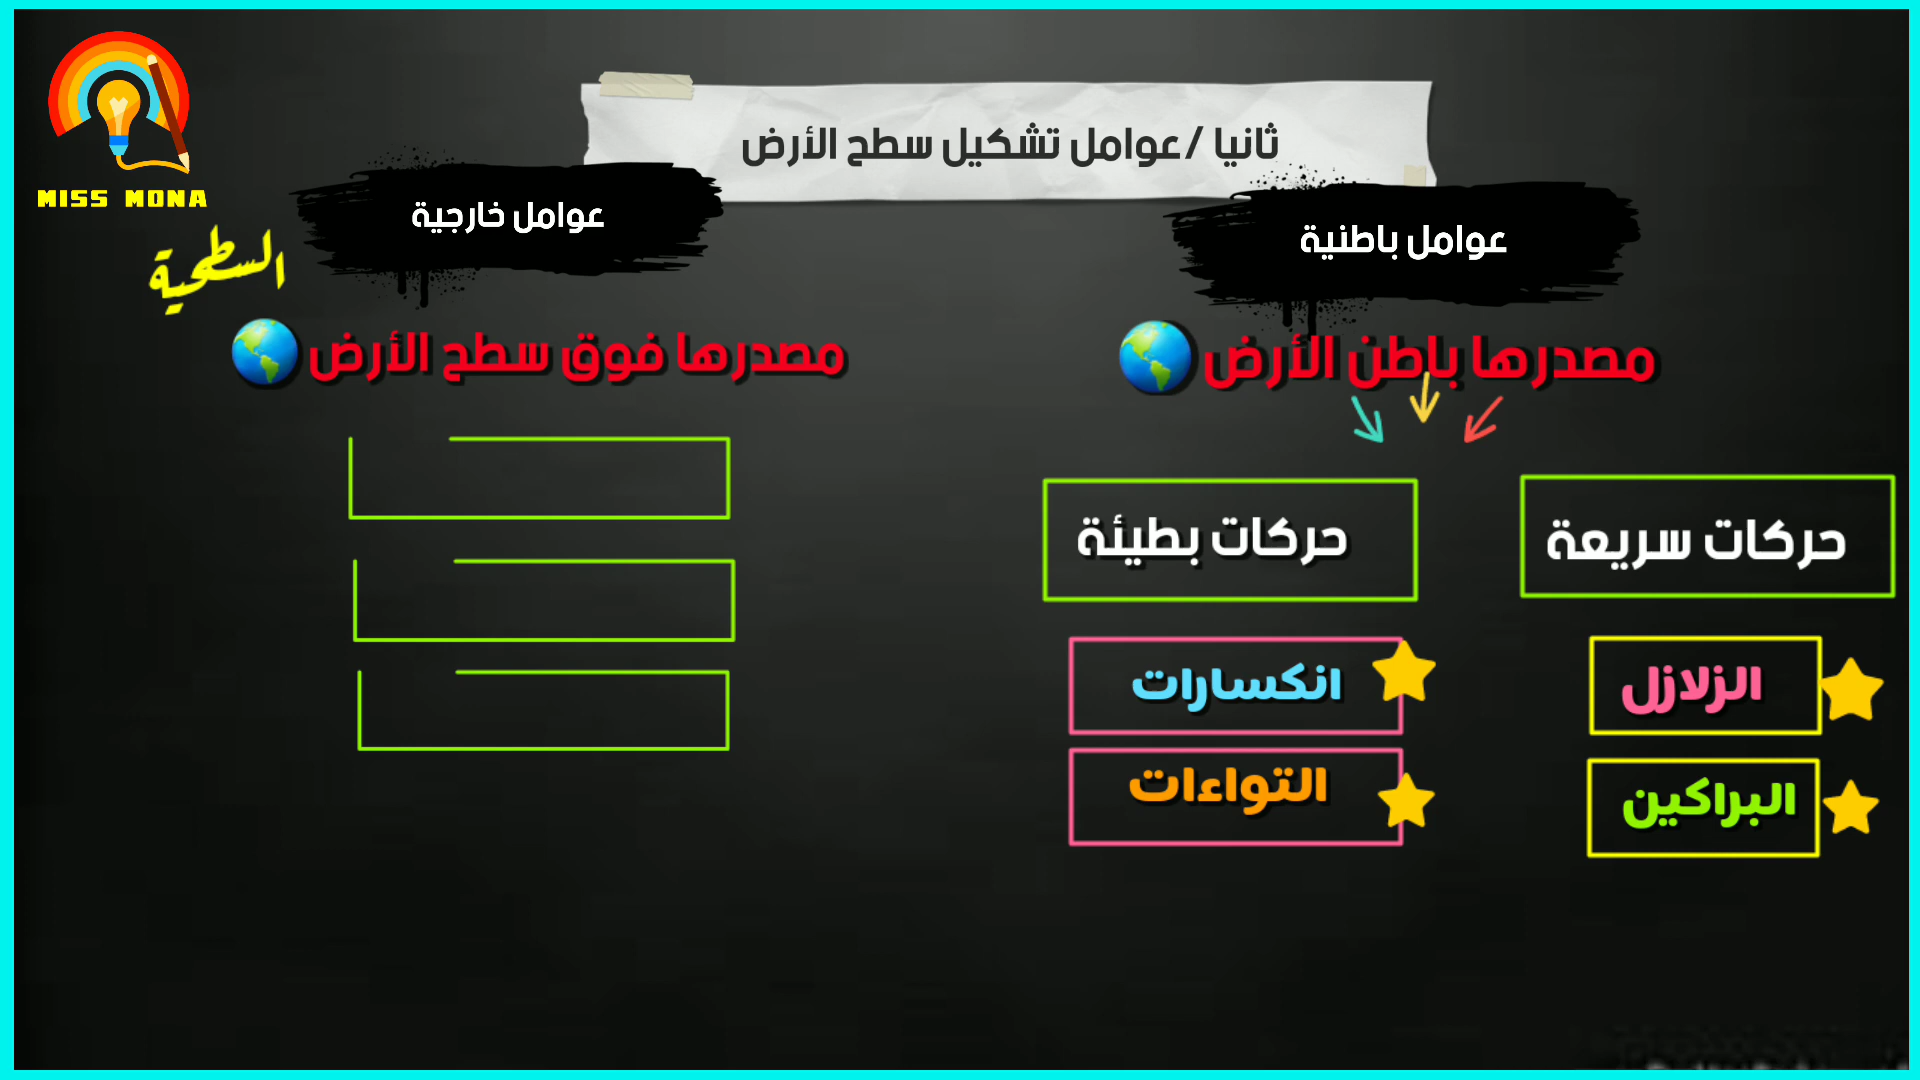 MISS MONA
ثانيا /عوامل تشكيل سطح الأرض
عوامل باطنية
مصدرها باطن الأرض
حركات سريعة
الزلازل
البراكين
حركات بطيئة
انكسارات
التواءات
عوامل خارجية
السطحية
مصدرها فوق سطح الأرض